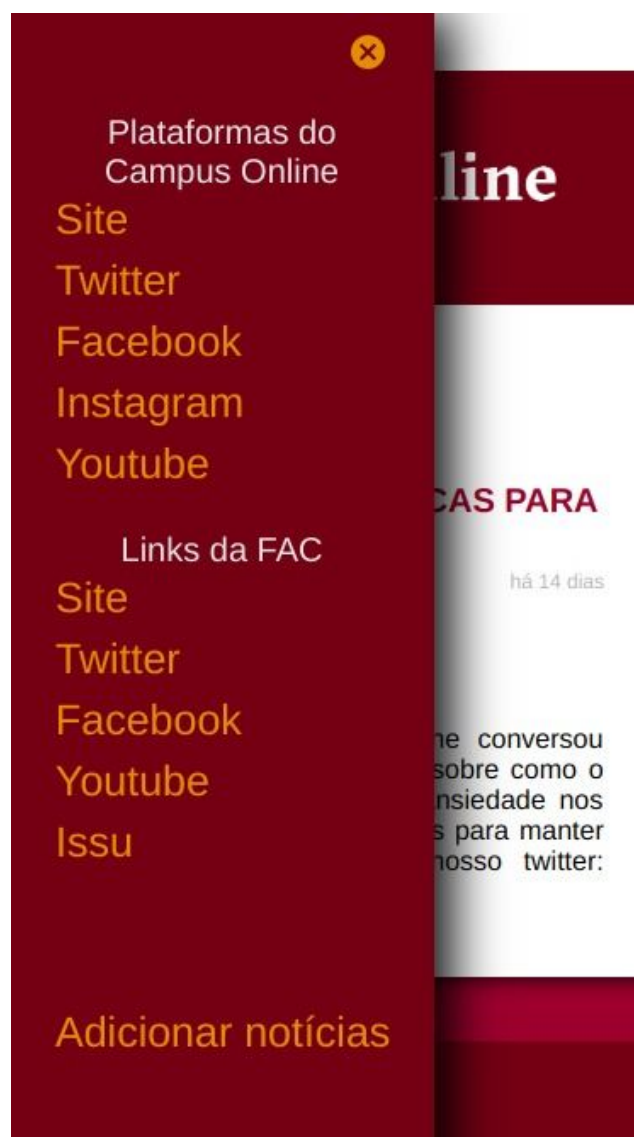 Plataformas do
Campus Online
Site
Twitter
Facebook
Instagram
Youtube
Links da FAC
Site
Twitter
Facebook
Youtube
Issu
Adicionar notícias
line
CAS PARA
há 14 dias
conversou
sobre como o
nsiedade nos
para manter
nosso twitter: